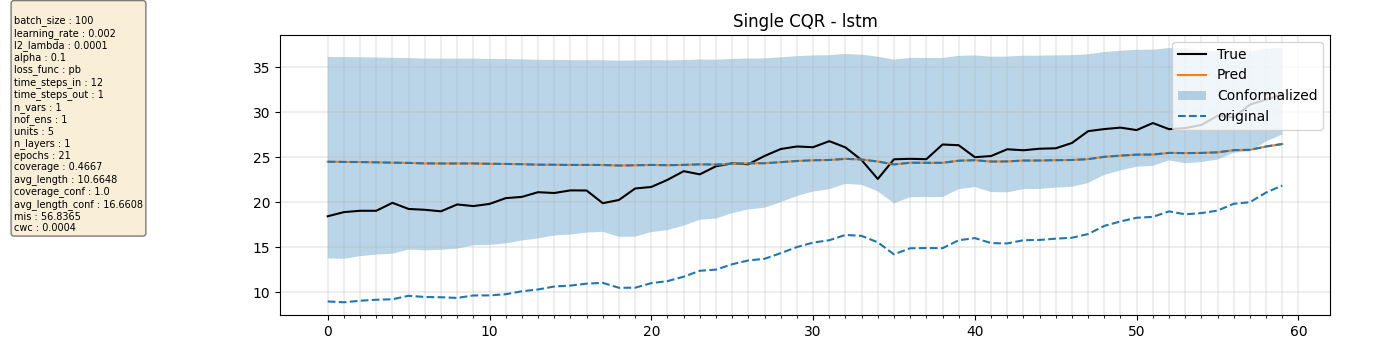 batch_size : 100
learning_rate : 0.002
l2_lambda : 0.0001
alpha : 0.1
loss_func : pb
time_steps_in : 12
time_steps_out : 1
n_vars : 1
nof_ens : 1
units : 5
n_layers : 1
epochs : 21
coverage : 0.4667
avg_length : 10.6648
coverage_conf : 1.0
avg_length_conf : 16.6608
mis : 56.8365
cwc : 0.0004
Single CQR - lstm
True
Pred
Conformalized
original
35
30
25
20
15
10
0 10 20 30 40 50 60